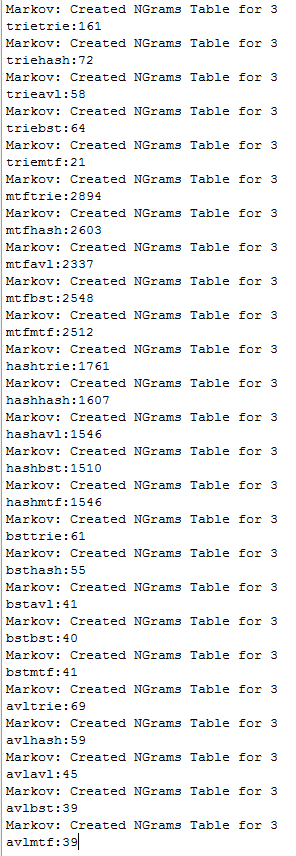 Markov: Created NGrams Table for 3
trietrie:161
Markov: Created NGrams Table for 3
triehash:72
Markov: Created NGrams Table for 3
trieavl:58
Markov: Created NGrams Table for 3
triebst:64
Markov: Created NGrams Table for 3
triemtf:21
Markov: Created NGrams Table for 3
mtftrie:2894
Markov: Created NGrams Table for 3
mtfhash:2603
Markov: Created NGrams Table for 3
mtfavl:2337
Markov: Created NGrams Table for 3
mtfbst:2548
Markov: Created NGrams Table for 3
mtfmtf:2512
Markov: Created NGrams Table for 3
hashtrie:1761
Markov: Created NGrams Table for 3
hashhash:1607
Markov: Created NGrams Table for 3
hashavl:1546
Markov: Created NGrams Table for 3
hashbst:1510
Markov: Created NGrams Table for 3
hashmtf:1546
Markov: Created NGrams Table for 3
bsttrie:61
Markov: Created NGrams Table for 3
bsthash:55
Markov: Created NGrams Table for 3
bstavl:41
Markov: Created NGrams Table for 3
bstbst:40
Markov: Created NGrams Table for 3
bstmtf:41
Markov: Created NGrams Table for 3
avltrie:69
Markov: Created NGrams Table for 3
avlhash:59
Markov: Created NGrams Table for 3
avlavl:45
Markov: Created NGrams Table for 3
avlbst:39
Markov: Created NGrams Table for 3
avlmtf:39